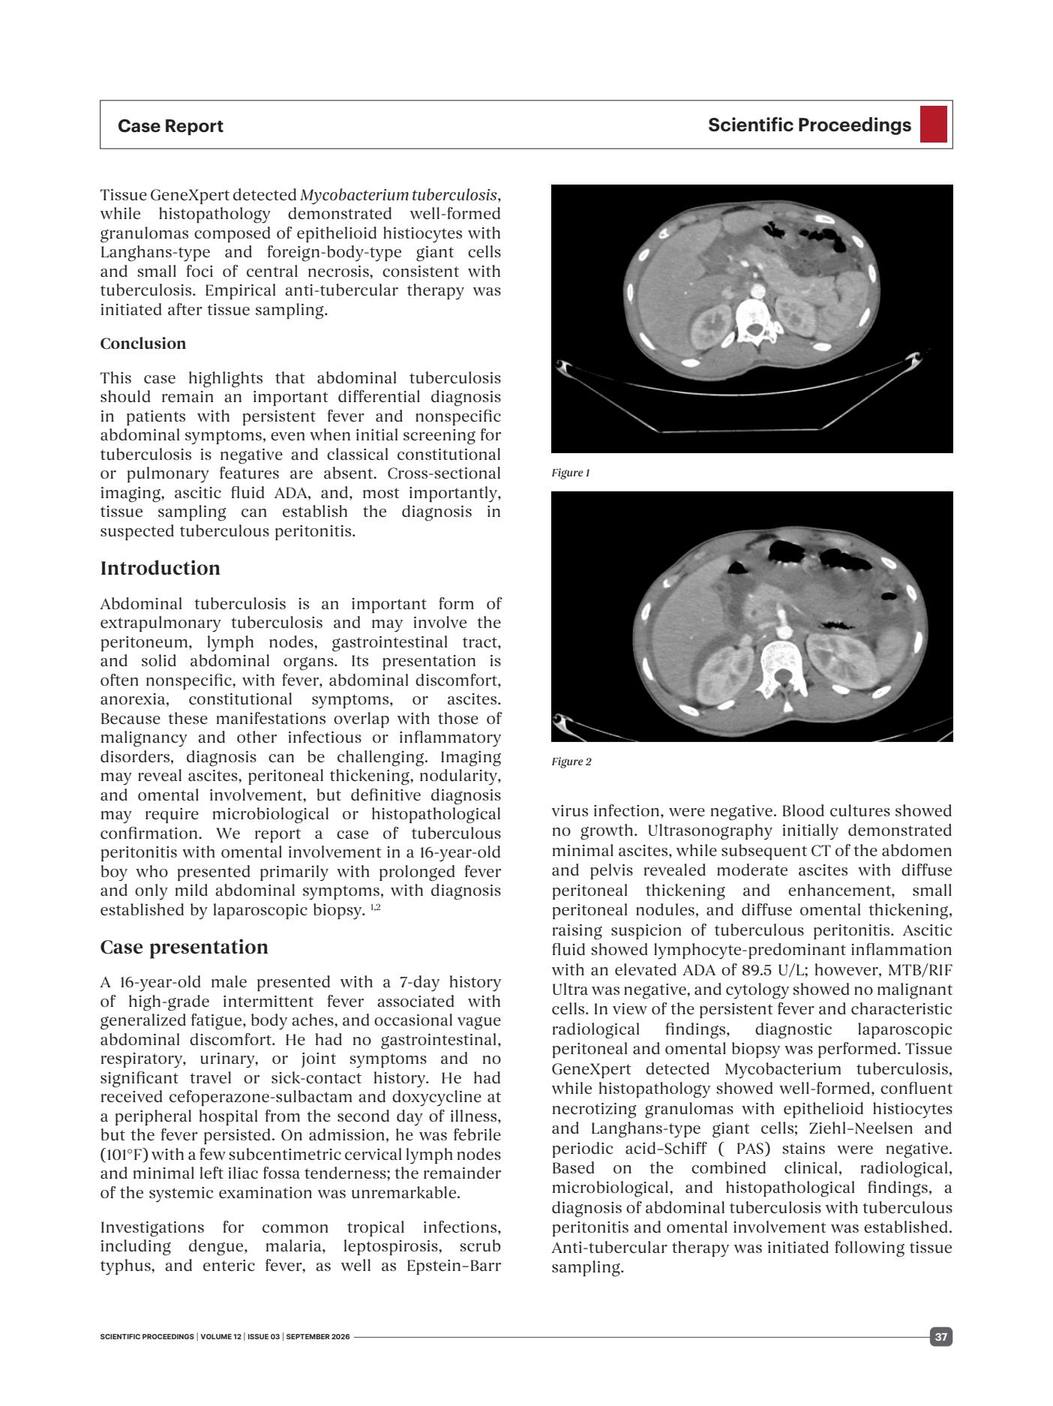 Case Report
Scientific Proceedings
Tissue GeneXpert detected Mycobacterium tuberculosis,
while histopathology demonstrated well-formed
granulomas composed of epithelioid histiocytes with
Langhans-type and foreign-body-type giant cells
and small foci of central necrosis, consistent with
tuberculosis. Empirical anti-tubercular therapy was
initiated after tissue sampling.
Conclusion
This case highlights that abdominal tuberculosis
should remain an important differential diagnosis
in patients with persistent fever and nonspecific
abdominal symptoms, even when initial screening for
tuberculosis is negative and classical constitutional
or pulmonary features are absent. Cross-sectional
imaging, ascitic fluid ADA, and, most importantly,
tissue sampling can establish the diagnosis in
suspected tuberculous peritonitis.
Introduction
Abdominal tuberculosis is an important form of
extrapulmonary tuberculosis and may involve the
peritoneum, lymph nodes, gastrointestinal tract,
and solid abdominal organs. Its presentation is
often nonspecific, with fever, abdominal discomfort,
anorexia, constitutional symptoms, or ascites.
Because these manifestations overlap with those of
malignancy and other infectious or inflammatory
disorders, diagnosis can be challenging. Imaging
may reveal ascites, peritoneal thickening, nodularity,
and omental involvement, but definitive diagnosis
may require microbiological or histopathological
confirmation. We report a case of tuberculous
peritonitis with omental involvement in a 16-year-old
boy who presented primarily with prolonged fever
and only mild abdominal symptoms, with diagnosis
established by laparoscopic biopsy. 1,2
Case presentation
A 16-year-old male presented with a 7-day history
of high-grade intermittent fever associated with
generalized fatigue, body aches, and occasional vague
abdominal discomfort. He had no gastrointestinal,
respiratory, urinary, or joint symptoms and no
significant travel or sick-contact history. He had
received cefoperazone-sulbactam and doxycycline at
a peripheral hospital from the second day of illness,
but the fever persisted. On admission, he was febrile
(101°F) with a few subcentimetric cervical lymph nodes
and minimal left iliac fossa tenderness; the remainder
of the systemic examination was unremarkable.
Investigations for common tropical infections,
including dengue, malaria, leptospirosis, scrub
typhus, and enteric fever, as well as Epstein–Barr
Figure 1
Figure 2
virus infection, were negative. Blood cultures showed
no growth. Ultrasonography initially demonstrated
minimal ascites, while subsequent CT of the abdomen
and pelvis revealed moderate ascites with diffuse
peritoneal thickening and enhancement, small
peritoneal nodules, and diffuse omental thickening,
raising suspicion of tuberculous peritonitis. Ascitic
fluid showed lymphocyte-predominant inflammation
with an elevated ADA of 89.5 U/L; however, MTB/RIF
Ultra was negative, and cytology showed no malignant
cells. In view of the persistent fever and characteristic
radiological findings, diagnostic laparoscopic
peritoneal and omental biopsy was performed. Tissue
GeneXpert detected Mycobacterium tuberculosis,
while histopathology showed well-formed, confluent
necrotizing granulomas with epithelioid histiocytes
and Langhans-type giant cells; Ziehl–Neelsen and
periodic acid–Schiff ( PAS) stains were negative.
Based on the combined clinical, radiological,
microbiological, and histopathological findings, a
diagnosis of abdominal tuberculosis with tuberculous
peritonitis and omental involvement was established.
Anti-tubercular therapy was initiated following tissue
sampling.
SCIENTIFIC PROCEEDINGS | VOLUME 12 | ISSUE 03 | SEPTEMBER 2026
37